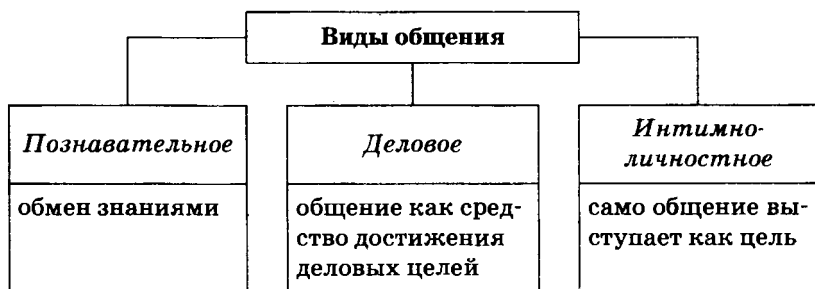 Виды общения
Познавательное
обмен знаниями
Деловое
общение как сред-
ство достижения
деловых целей
Интимно-
личностное
само общение вы-
ступает как цель